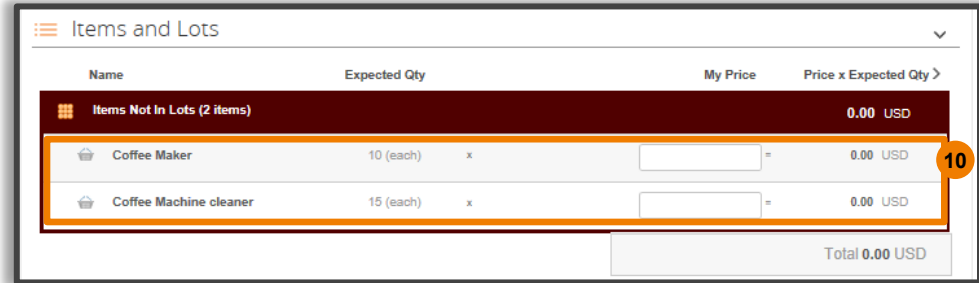 Items and Lots
Name Expected Qty My Price Price x Expected Qty >
Items Not In Lots (2 items) 0.00 USD
Coffee Maker 10 (each) x = 0.00 USD
10
Coffee Machine cleaner 15 (each) x = 0.00 USD
Total 0.00 USD